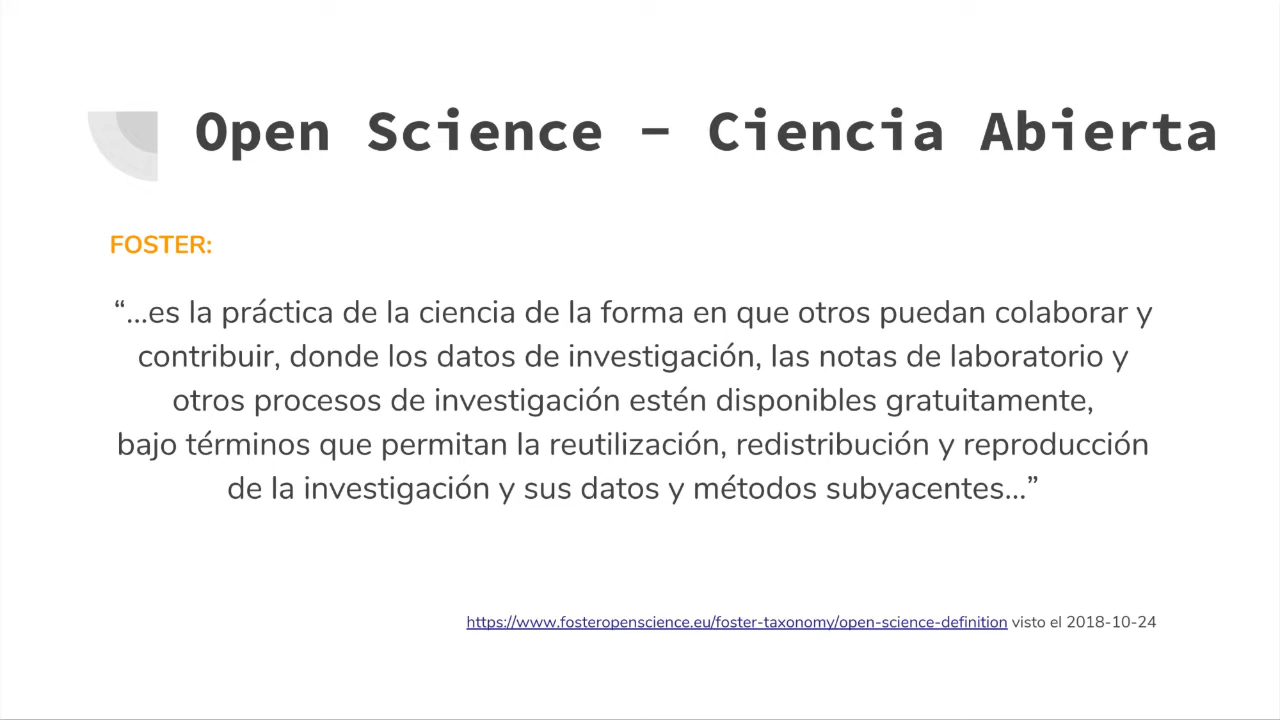 Open Science – Ciencia Abierta
FOSTER:
“...es la práctica de la ciencia de la forma en que otros puedan colaborar y
contribuir, donde los datos de investigación, las notas de laboratorio y
otros procesos de investigación estén disponibles gratuitamente,
bajo términos que permitan la reutilización, redistribución y reproducción
de la investigación y sus datos y métodos subyacentes...”
https://www.fosteropenscience.eu/foster-taxonomy/open-science-definition visto el 2018-10-24